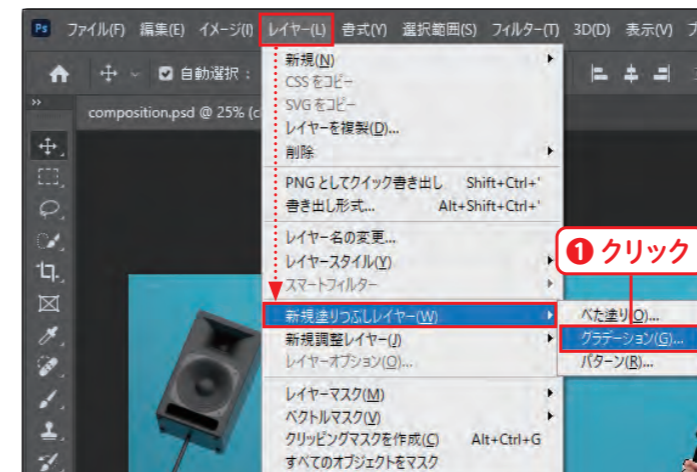 Ps ファイル(F) 編集(E) イメージ(I) レイヤー(L) 書式(Y) 選択範囲(S) フィルター(T) 3D(D) 表示(V)
自動選択 :
composition.psd @ 25% (c
新規(N)
CSS をコピー
SVG をコピー
レイヤーを複製(D)...
削除
PNG としてクイック書き出し Shift+Ctrl+'
書き出し形式... Alt+Shift+Ctrl+'
レイヤー名の変更...
レイヤースタイル(Y)
スマートフィルター
❶ クリック
新規塗りつぶしレイヤー(W)
べた塗り(O)...
新規調整レイヤー(J)
グラデーション(G)...
レイヤーオプション(O)...
パターン(R)...
レイヤーマスク(M)
ベクトルマスク(V)
クリッピングマスクを作成(C) Alt+Ctrl+G
すべてのオブジェクトをマスク